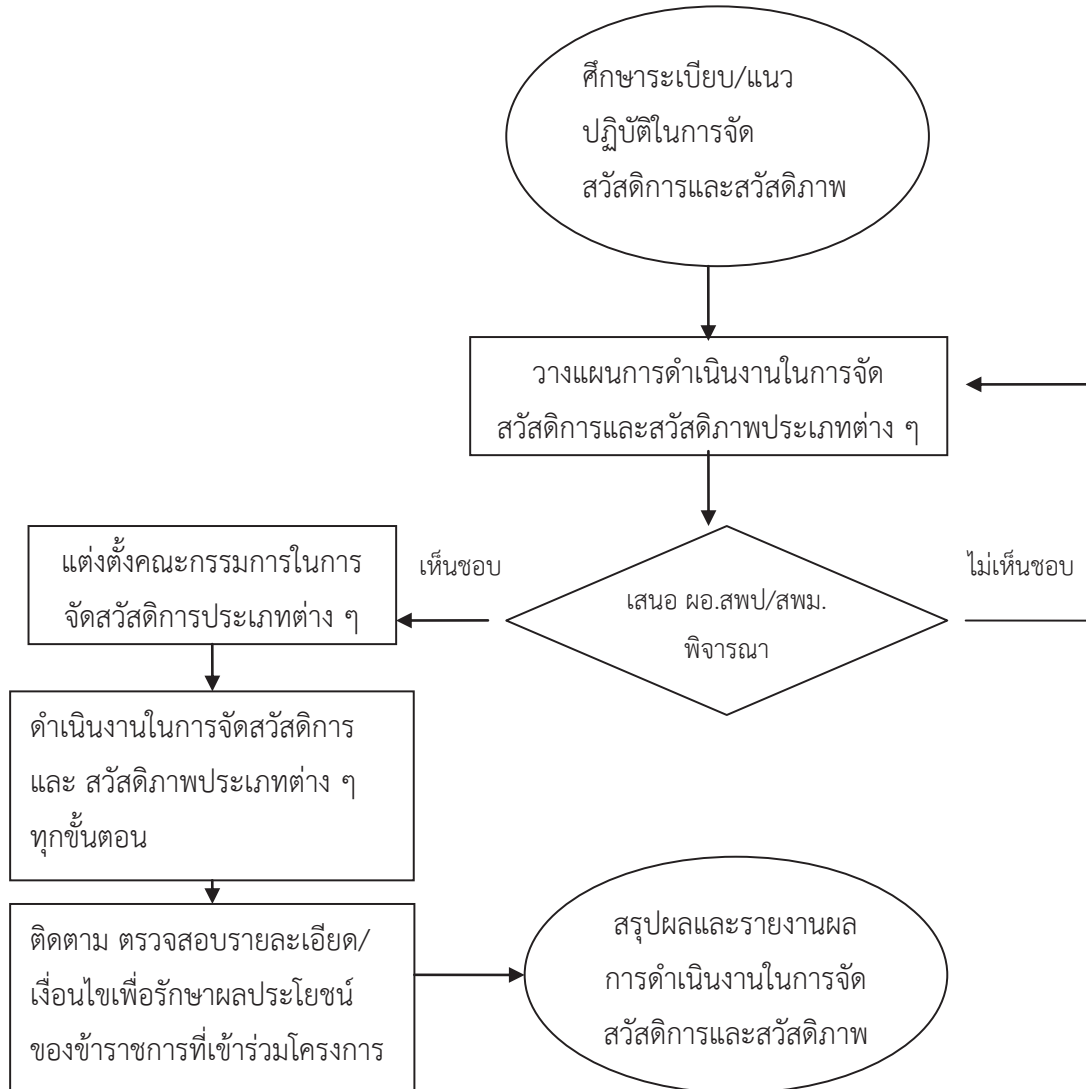 ศึกษาระเบียบ/แนว
ปฏิบัติในการจัด
สวัสดิการและสวัสดิภาพ
วางแผนการดำเนินงานในการจัด
สวัสดิการและสวัสดิภาพประเภทต่าง ๆ
เสนอ ผอ.สพป/สพม.
พิจารณา
ไม่เห็นชอบ
เห็นชอบ
แต่งตั้งคณะกรรมการในการ
จัดสวัสดิการประเภทต่าง ๆ
ดำเนินงานในการจัดสวัสดิการ
และ สวัสดิภาพประเภทต่าง ๆ
ทุกขั้นตอน
ติดตาม ตรวจสอบรายละเอียด/
เงื่อนไขเพื่อรักษาผลประโยชน์
ของข้าราชการที่เข้าร่วมโครงการ
สรุปผลและรายงานผล
การดำเนินงานในการจัด
สวัสดิการและสวัสดิภาพ